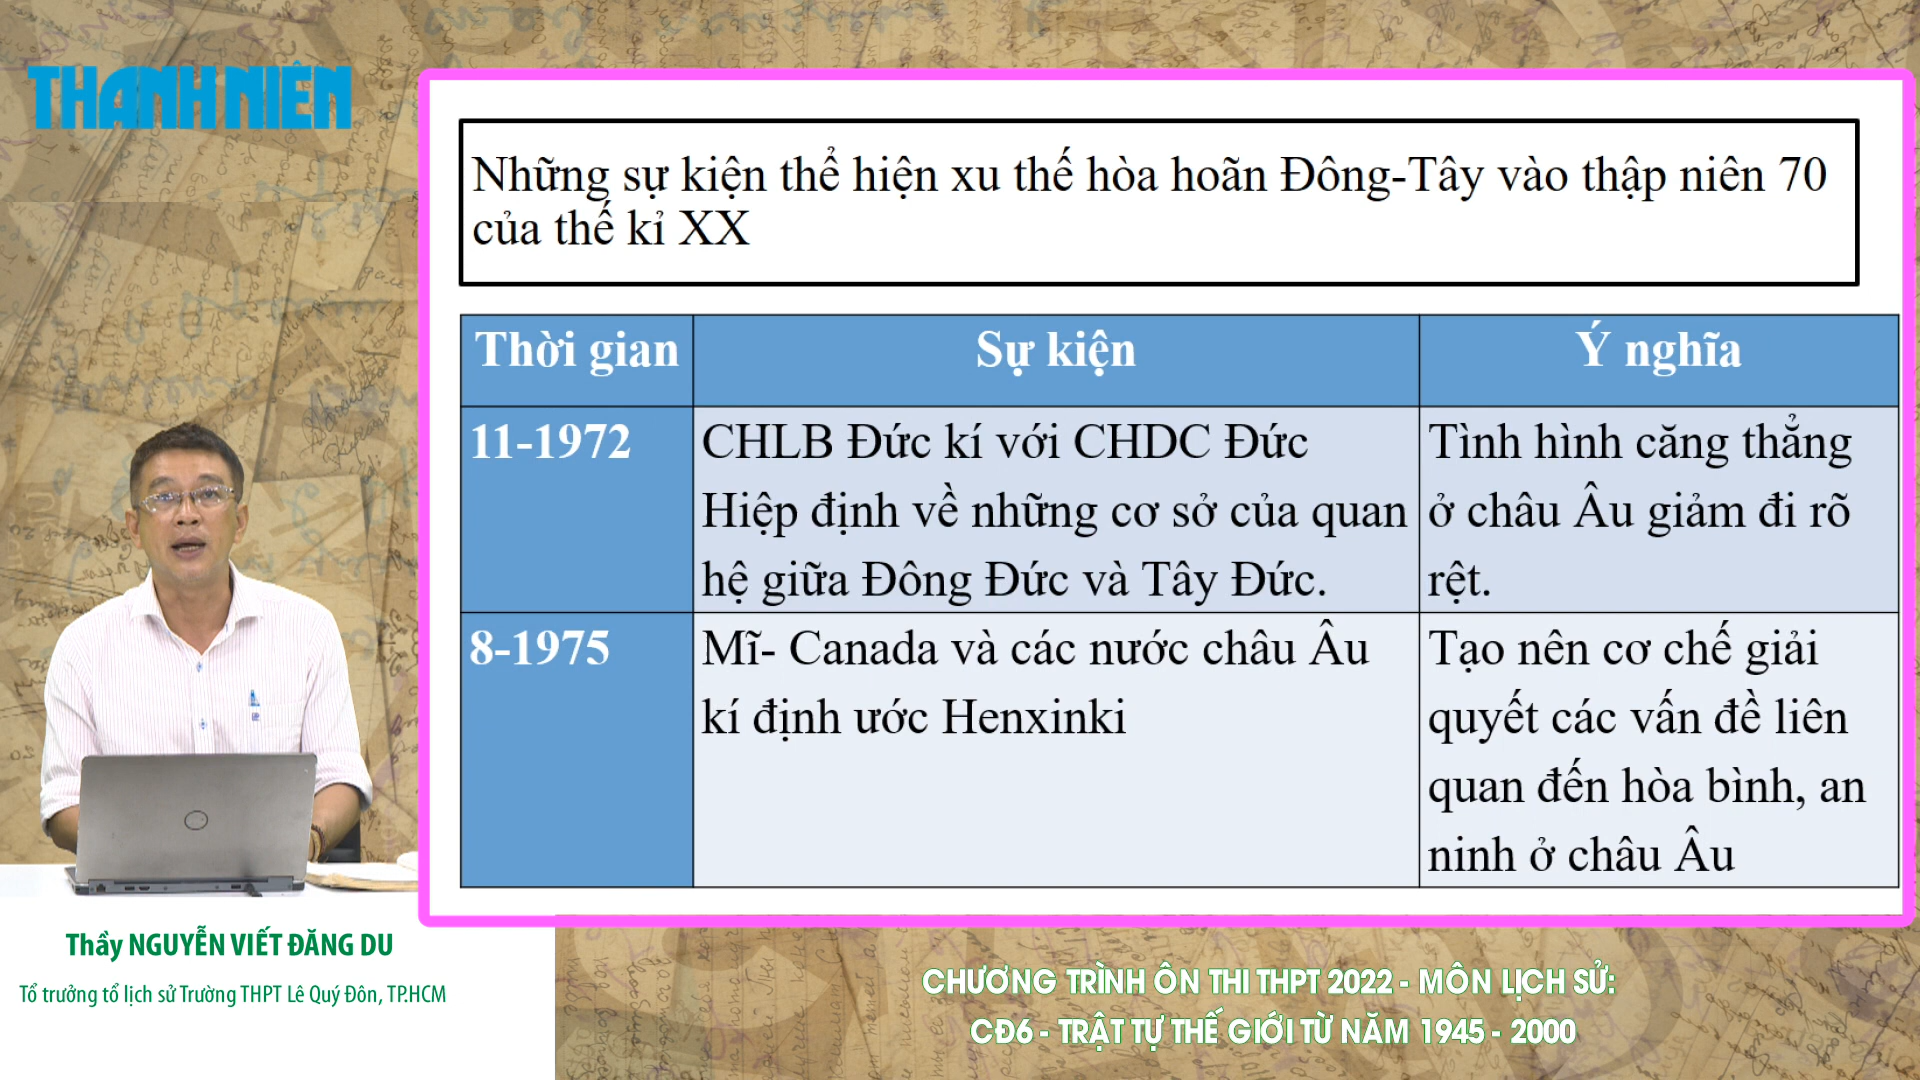 THANH NIÊN
Những sự kiện thể hiện xu thế hòa hoãn Đông-Tây vào thập niên 70
của thế kỉ XX
Thời gian
Sự kiện
Ý nghĩa
11-1972
CHLB Đức kí với CHDC Đức
Hiệp định về những cơ sở của quan
hệ giữa Đông Đức và Tây Đức.
Tình hình căng thẳng
ở châu Âu giảm đi rõ
rệt.
8-1975
Mĩ- Canada và các nước châu Âu
kí định ước Henxinki
Tạo nên cơ chế giải
quyết các vấn đề liên
quan đến hòa bình, an
ninh ở châu Âu
Thầy NGUYỄN VIẾT ĐĂNG DU
Tổ trưởng tổ lịch sử Trường THPT Lê Quý Đôn, TP.HCM
CHƯƠNG TRÌNH ÔN THI THPT 2022 - MÔN LỊCH SỬ:
CĐ6 - TRẬT TỰ THẾ GIỚI TỪ NĂM 1945 - 2000